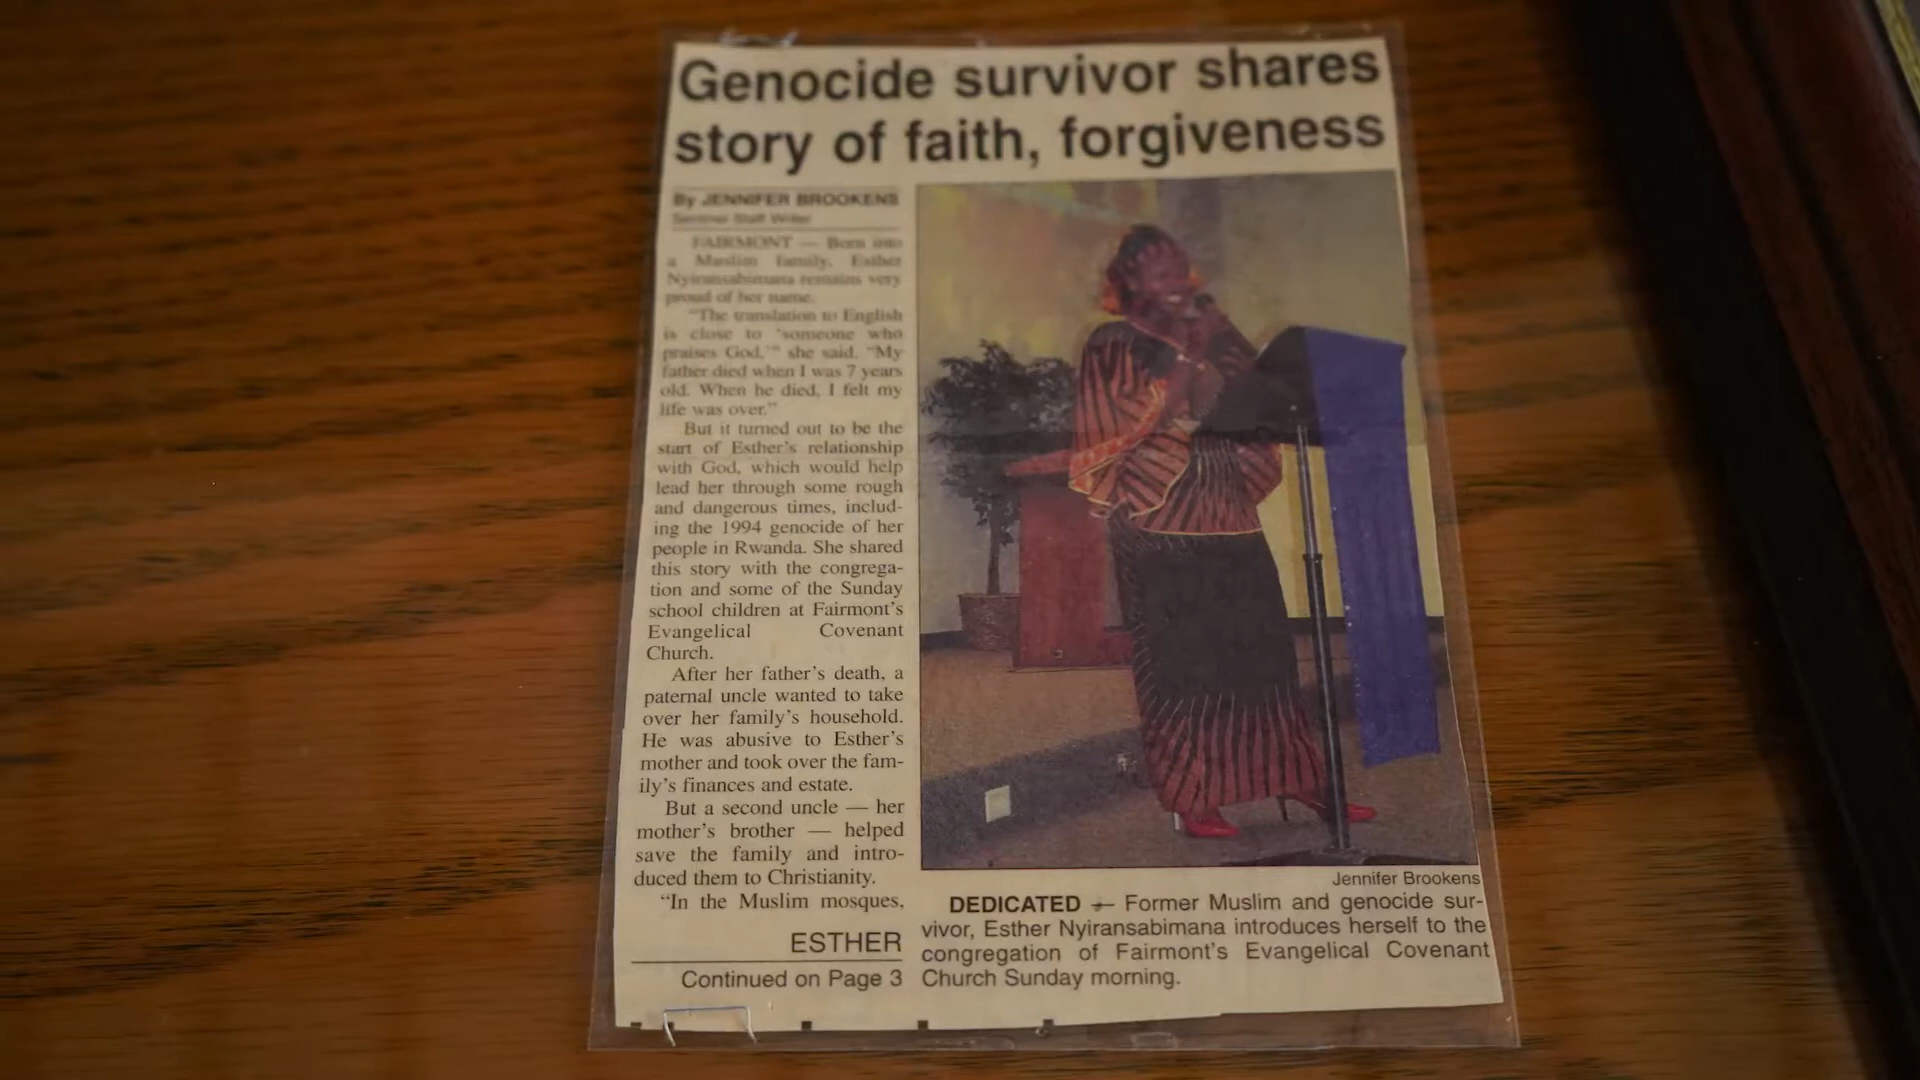 Genocide survivor shares
story of faith, forgiveness
By JENNIFER BROOKENS
Sentinel Staff Writer
FAIRMONT — Born into
a Muslim family, Esther
Nyiransabimana remains very
proud of her name.
"The translation to English
is close to 'someone who
praises God,'" she said. "My
father died when I was 7 years
old. When he died, I felt my
life was over."
But it turned out to be the
start of Esther's relationship
with God, which would help
lead her through some rough
and dangerous times, includ-
ing the 1994 genocide of her
people in Rwanda. She shared
this story with the congrega-
tion and some of the Sunday
school children at Fairmont's
Evangelical Covenant
Church.
After her father's death, a
paternal uncle wanted to take
over her family's household.
He was abusive to Esther's
mother and took over the fam-
ily's finances and estate.
But a second uncle — her
mother's brother — helped
save the family and intro-
duced them to Christianity.
"In the Muslim mosques,
ESTHER
Continued on Page 3
Jennifer Brookens
DEDICATED — Former Muslim and genocide sur-
vivor, Esther Nyiransabimana introduces herself to the
congregation of Fairmont's Evangelical Covenant
Church Sunday morning.